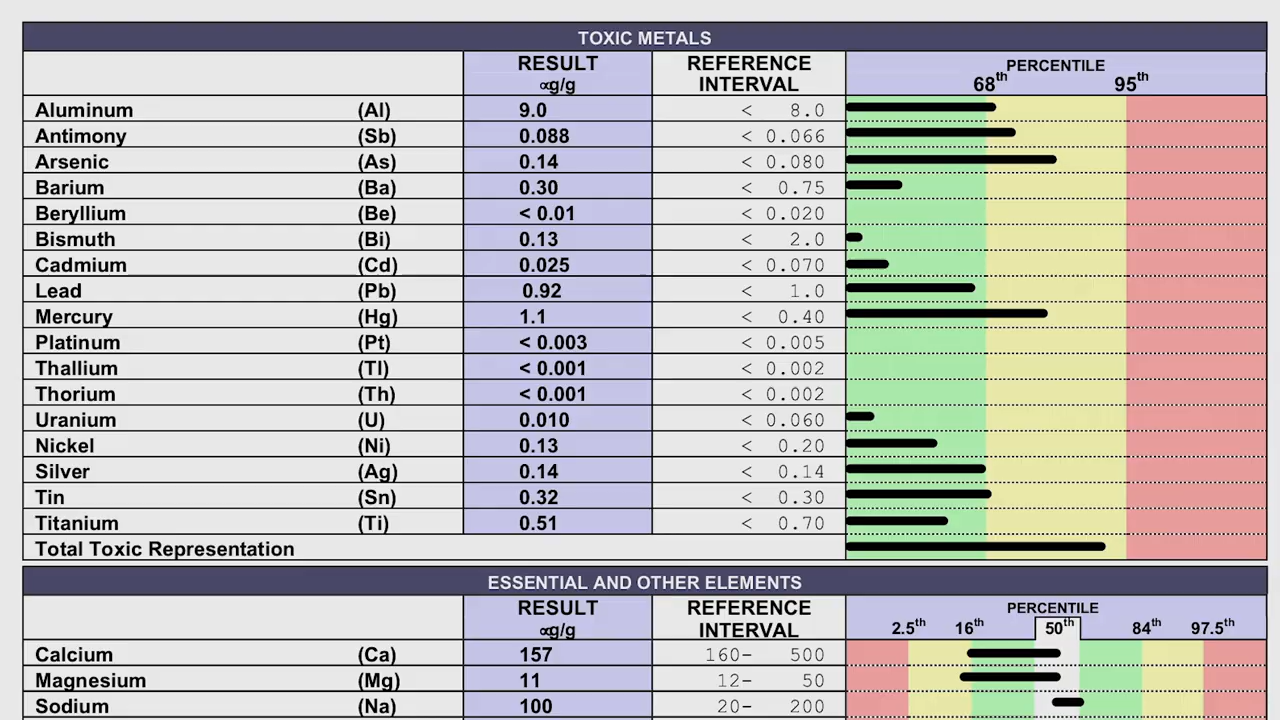 TOXIC METALS
RESULT REFERENCE PERCENTILE
∝g/g INTERVAL 68th 95th
Aluminum (Al) 9.0 < 8.0
Antimony (Sb) 0.088 < 0.066
Arsenic (As) 0.14 < 0.080
Barium (Ba) 0.30 < 0.75
Beryllium (Be) < 0.01 < 0.020
Bismuth (Bi) 0.13 < 2.0
Cadmium (Cd) 0.025 < 0.070
Lead (Pb) 0.92 < 1.0
Mercury (Hg) 1.1 < 0.40
Platinum (Pt) < 0.003 < 0.005
Thallium (Tl) < 0.001 < 0.002
Thorium (Th) < 0.001 < 0.002
Uranium (U) 0.010 < 0.060
Nickel (Ni) 0.13 < 0.20
Silver (Ag) 0.14 < 0.14
Tin (Sn) 0.32 < 0.30
Titanium (Ti) 0.51 < 0.70
Total Toxic Representation
ESSENTIAL AND OTHER ELEMENTS
RESULT REFERENCE PERCENTILE
∝g/g INTERVAL 2.5th 16th 50th 84th 97.5th
Calcium (Ca) 157 160- 500
Magnesium (Mg) 11 12- 50
Sodium (Na) 100 20- 200